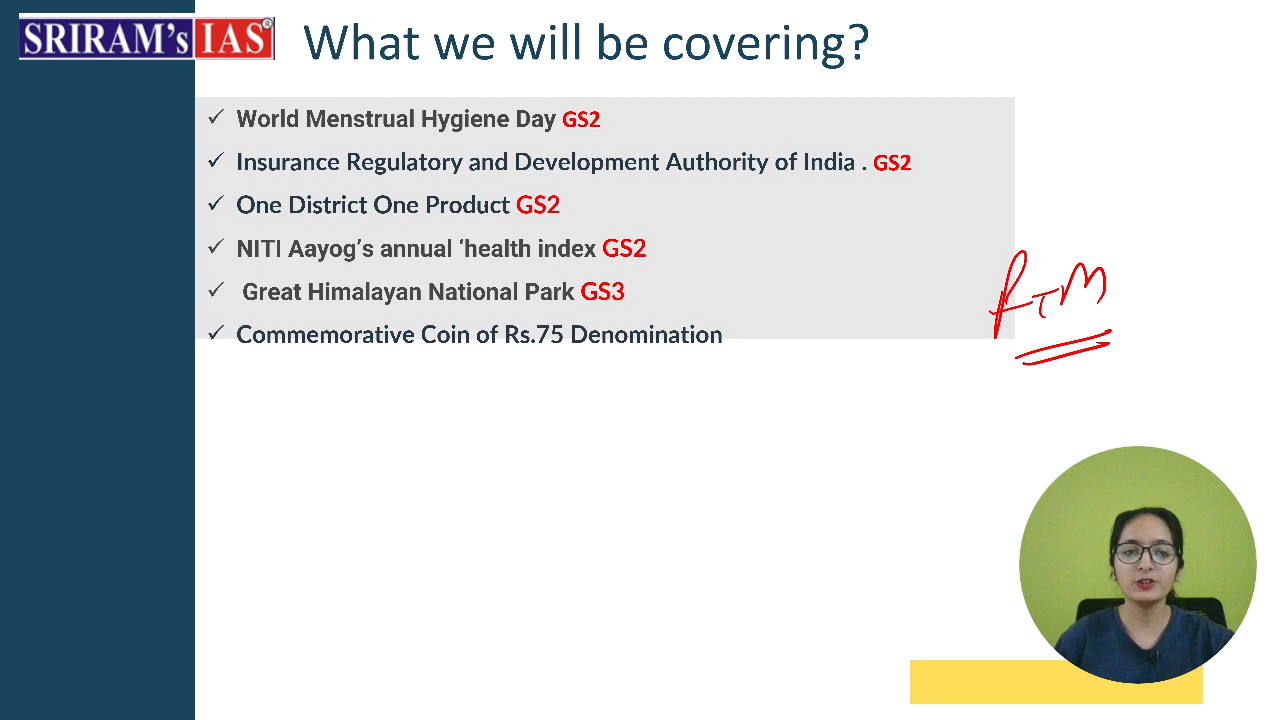 SRIRAM's IAS®
What we will be covering?
✓ World Menstrual Hygiene Day GS2
✓ Insurance Regulatory and Development Authority of India . GS2
✓ One District One Product GS2
✓ NITI Aayog’s annual ‘health index GS2
✓ Great Himalayan National Park GS3
✓ Commemorative Coin of Rs.75 Denomination